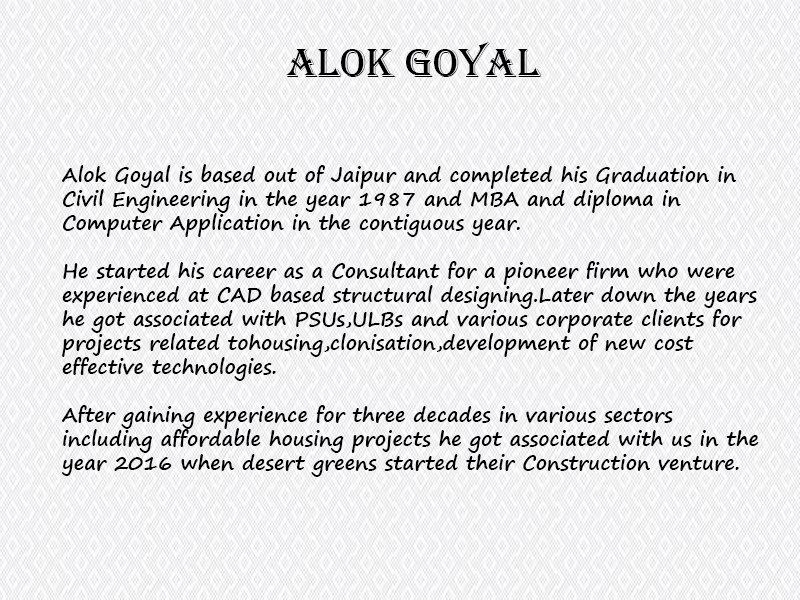 ALOK GOYAL
Alok Goyal is based out of Jaipur and completed his Graduation in
Civil Engineering in the year 1987 and MBA and diploma in
Computer Application in the contiguous year.
He started his career as a Consultant for a pioneer firm who were
experienced at CAD based structural designing.Later down the years
he got associated with PSUs,ULBs and various corporate clients for
projects related tohousing,clonisation,development of new cost
effective technologies.
After gaining experience for three decades in various sectors
including affordable housing projects he got associated with us in the
year 2016 when desert greens started their Construction venture.